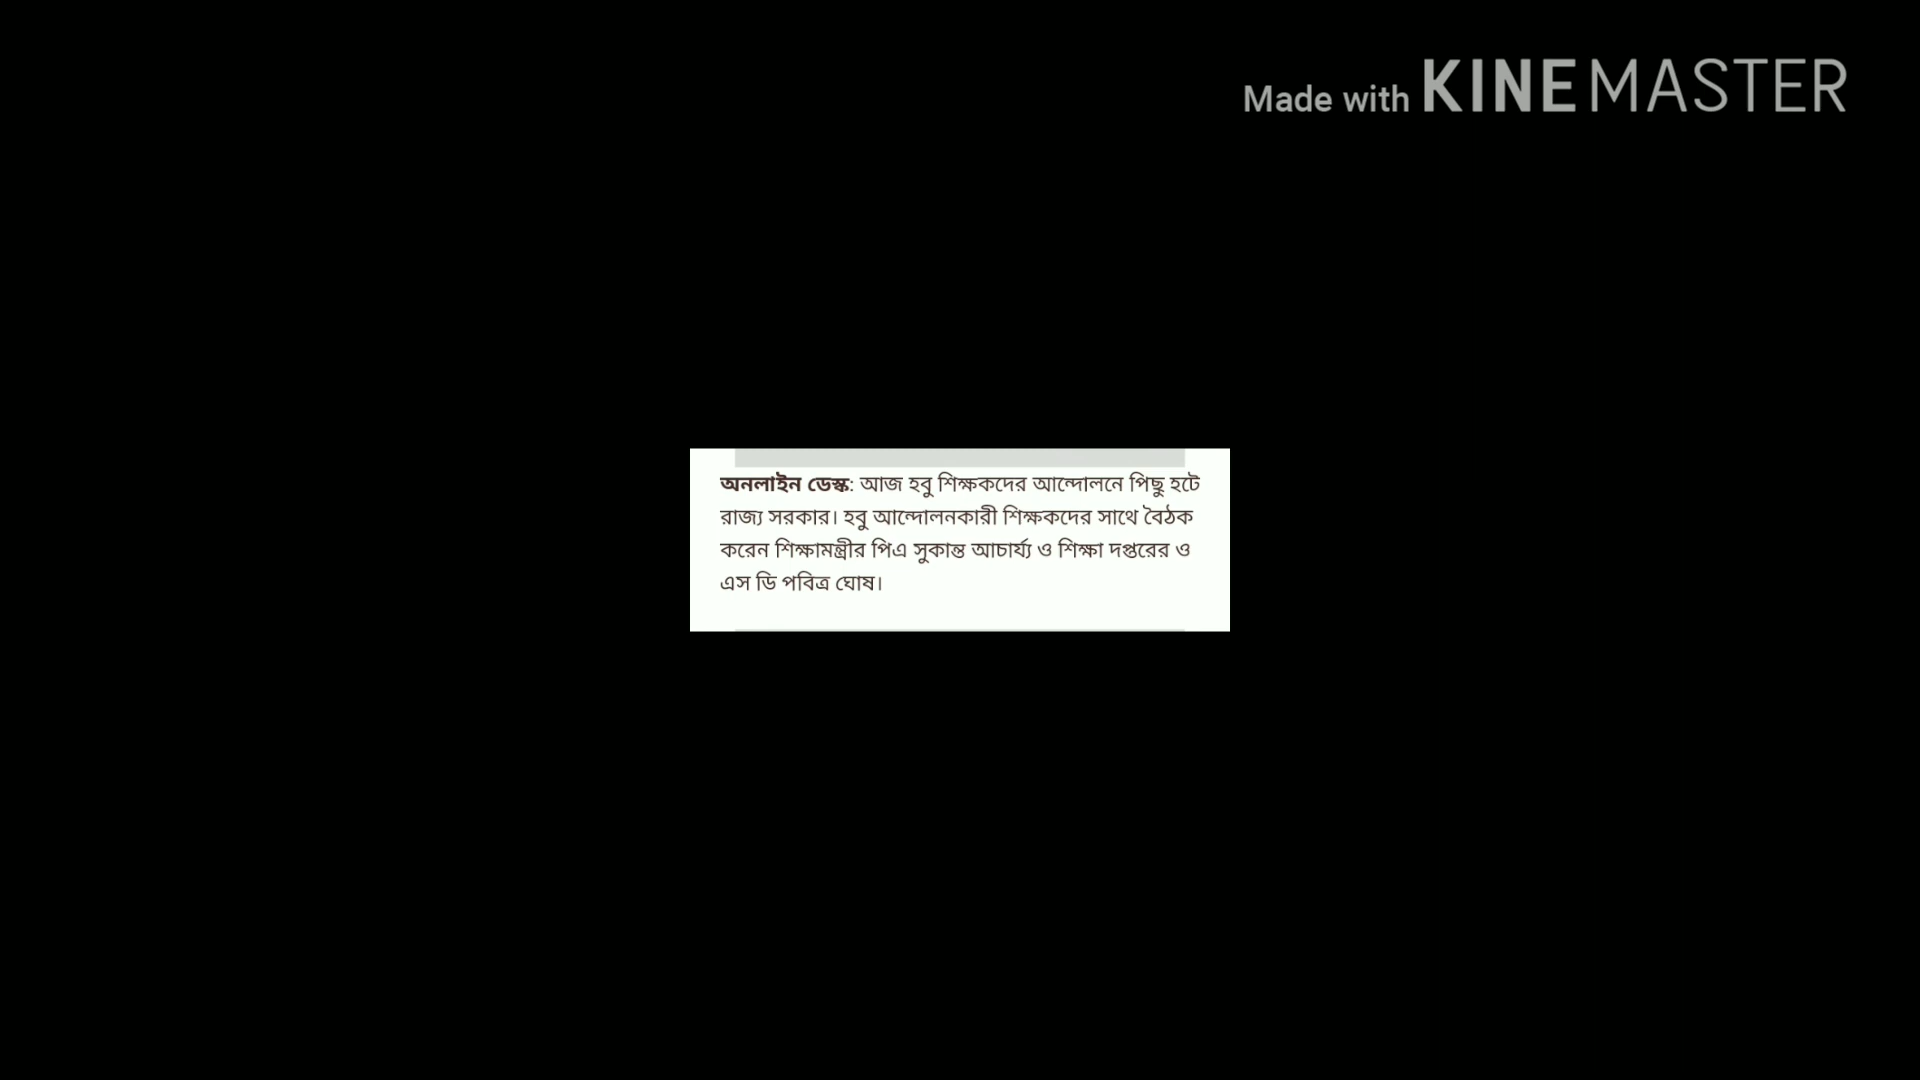 Made with KINEMASTER
অনলাইন ডেস্ক: আজ হবু শিক্ষকদের আন্দোলনে পিছু হটে
রাজ্য সরকার। হবু আন্দোলনকারী শিক্ষকদের সাথে বৈঠক
করেন শিক্ষামন্ত্রীর পিএ সুকান্ত আচার্য্য ও শিক্ষা দপ্তরের ও
এস ডি পবিত্র ঘোষ।